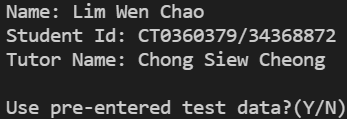 Name: Lim Wen Chao
Student Id: CT0360379/34368872
Tutor Name: Chong Siew Cheong
Use pre-entered test data?(Y/N)